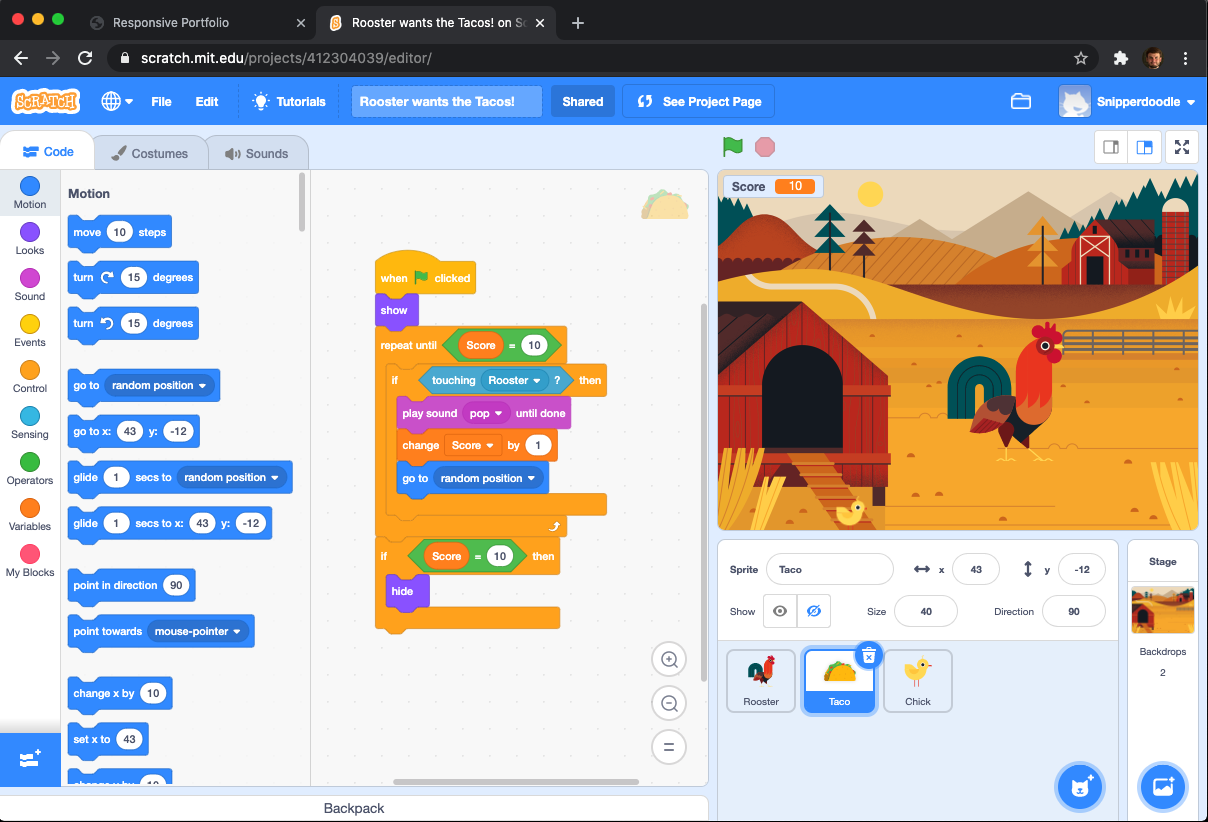 Responsive Portfolio
Rooster wants the Tacos! on Sc
scratch.mit.edu/projects/412304039/editor/
SCRATCH
File
Edit
Tutorials
Rooster wants the Tacos!
Shared
See Project Page
Snipperdoodle
Code
Costumes
Sounds
Motion
Looks
Sound
Events
Control
Sensing
Operators
Variables
My Blocks
Motion
move 10 steps
turn 15 degrees
turn 15 degrees
go to random position
go to x: 43 y: -12
glide 1 secs to random position
glide 1 secs to x: 43 y: -12
point in direction 90
point towards mouse-pointer
change x by 10
set x to 43
change y by 10
when clicked
show
repeat until Score = 10
if touching Rooster ? then
play sound pop until done
change Score by 1
go to random position
if Score = 10 then
hide
Backpack
Score 10
Sprite Taco x 43 y -12
Show Size 40 Direction 90
Rooster
Taco
Chick
Stage
Backdrops
2